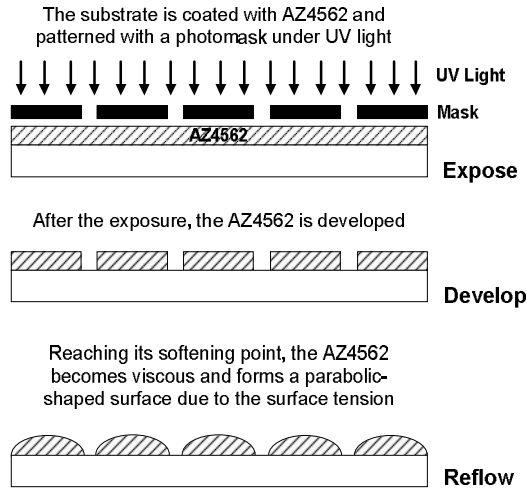 The substrate is coated with AZ4562 and
patterned with a photomask under UV light
UV Light
Mask
AZ4562
Expose
After the exposure, the AZ4562 is developed
Develop
Reaching its softening point, the AZ4562
becomes viscous and forms a parabolic-
shaped surface due to the surface tension
Reflow